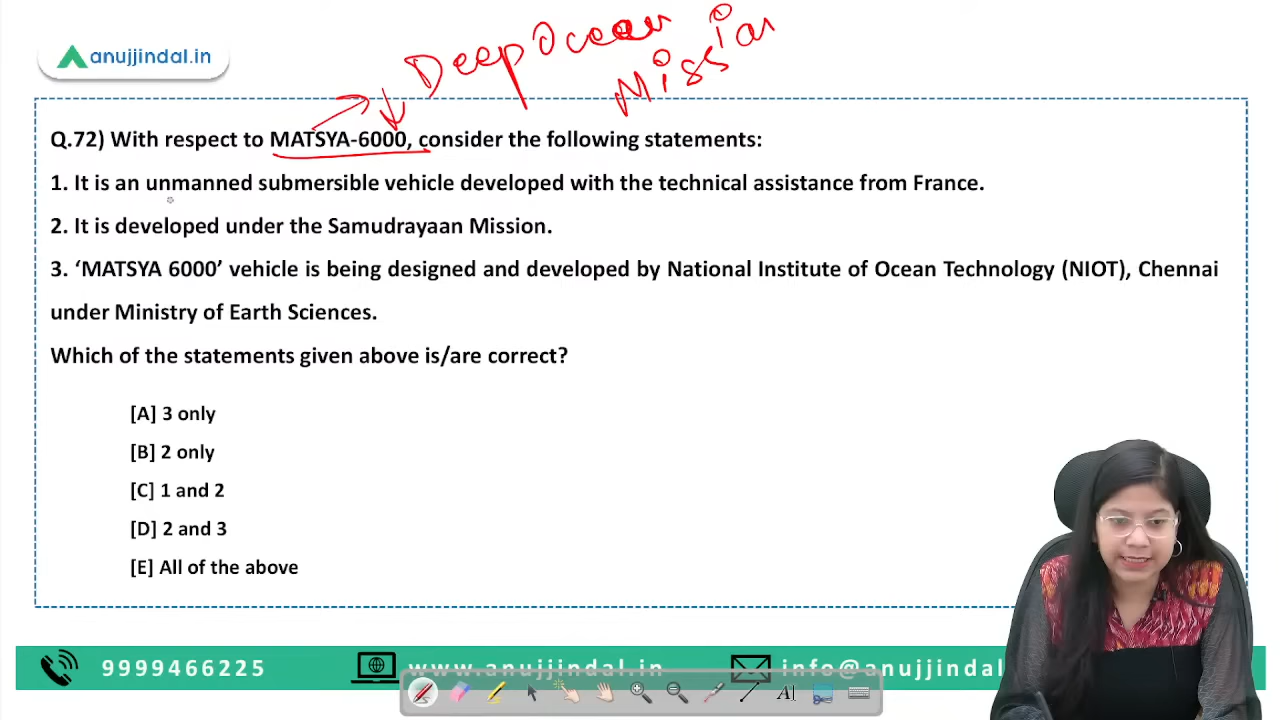 Deep Ocean
Mission
anujjindal.in
Q.72) With respect to MATSYA-6000, consider the following statements:
1. It is an unmanned submersible vehicle developed with the technical assistance from France.
2. It is developed under the Samudrayaan Mission.
3. ‘MATSYA 6000’ vehicle is being designed and developed by National Institute of Ocean Technology (NIOT), Chennai
under Ministry of Earth Sciences.
Which of the statements given above is/are correct?
[A] 3 only
[B] 2 only
[C] 1 and 2
[D] 2 and 3
[E] All of the above
9999466225
www.anujjindal.in
info@anujjindal
AI